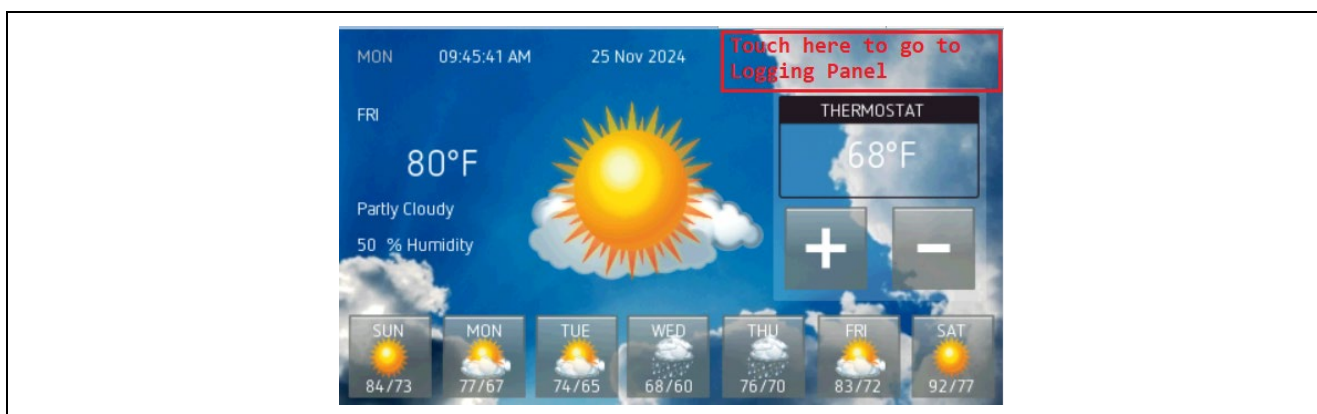 MON 09:45:41 AM 25 Nov 2024
Touch here to go to
Logging Panel
FRI
80°F
Partly Cloudy
50 % Humidity
THERMOSTAT
68°F
+ −
SUN MON TUE WED THU FRI SAT
84/73 77/67 74/65 68/60 76/70 83/72 92/77